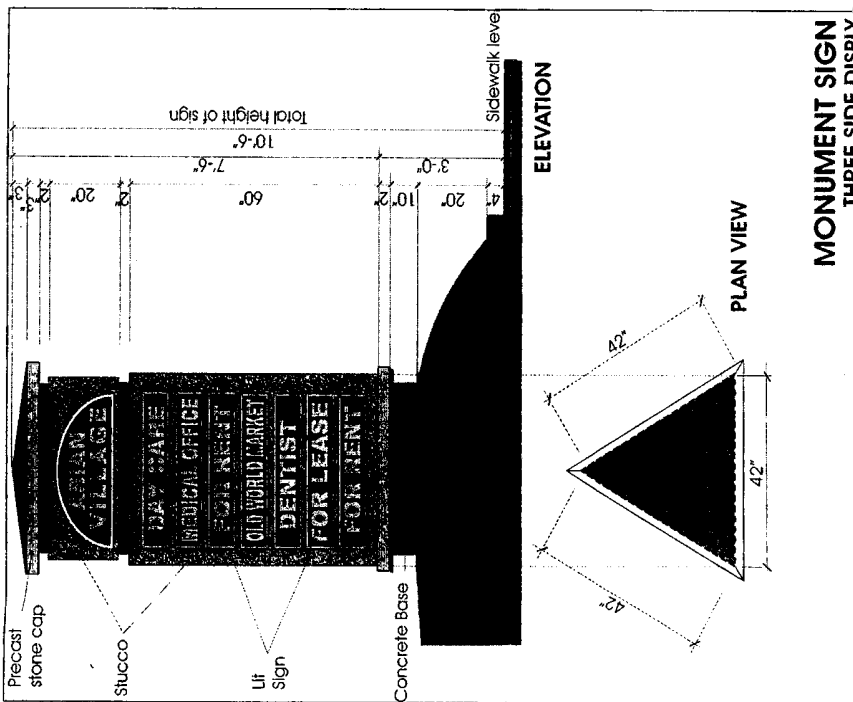 Precast
stone cap
Stucco
Lit
Sign
Concrete Base
ASIAN
VILLAGE
DAY CARE
MEDICAL OFFICE
FOR RENT
OLD WORLD MARKET
DENTIST
FOR LEASE
FOR RENT
3"
3"
2"
20"
2"
60"
2"
10"
20"
4"
7'-6"
3'-0"
10'-6"
Total height of sign
Sidewalk level
ELEVATION
42"
42"
42"
PLAN VIEW
MONUMENT SIGN
THREE SIDE DISPLY